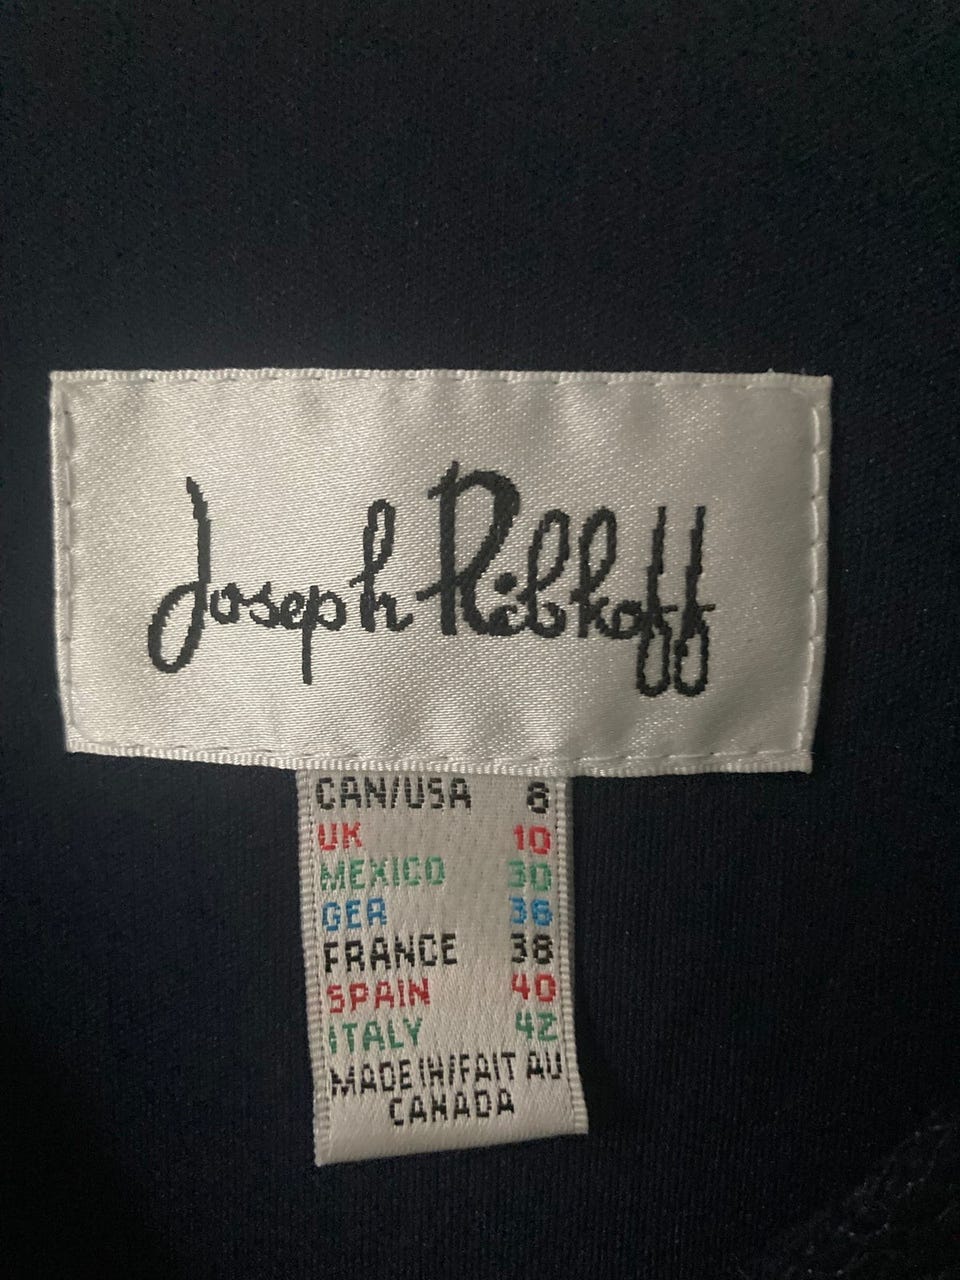 Joseph Ribkoff
CAN/USA 8
UK 10
MEXICO 30
GER 36
FRANCE 38
SPAIN 40
ITALY 42
MADE IN/FAIT AU
CANADA